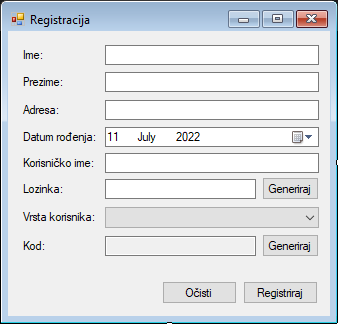 Registracija
Ime:
Prezime:
Adresa:
Datum rođenja: 11 July 2022
Korisničko ime:
Lozinka: Generiraj
Vrsta korisnika:
Kod: Generiraj
Očisti Registriraj